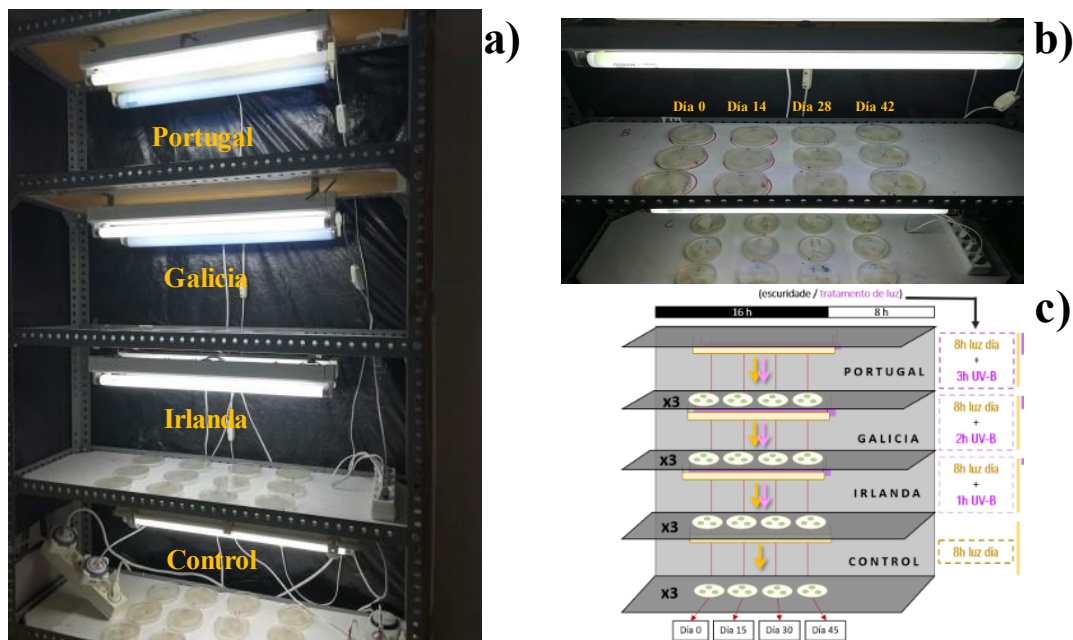 a)
Portugal
Galicia
Irlanda
Control
b)
Día 0 Día 14 Día 28 Día 42
B
C
c)
(escuridade / tratamento de luz)
16 h 8 h
PORTUGAL
8h luz día
+
3h UV-B
x3
GALICIA
8h luz día
+
2h UV-B
x3
IRLANDA
8h luz día
+
1h UV-B
x3
CONTROL
8h luz día
x3
Día 0 Día 15 Día 30 Día 45